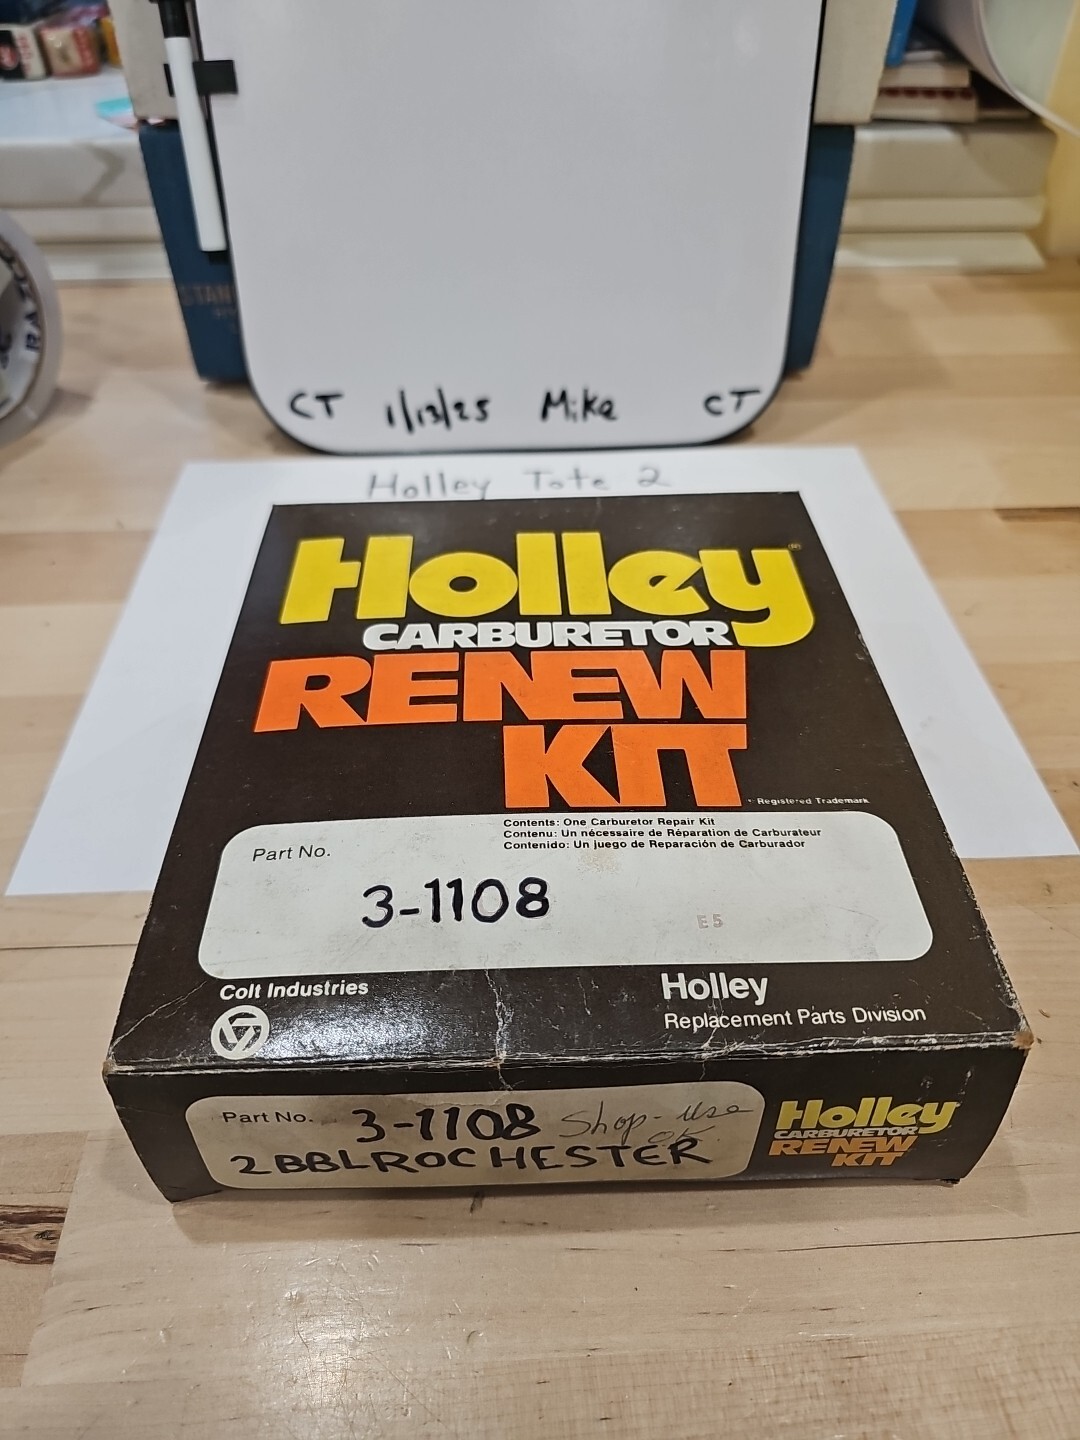 CT 1/13/25 Mike CT
Holley Tote 2
Holley®
CARBURETOR
RENEW
KIT
Registered Trademark
Contents: One Carburetor Repair Kit
Contenu: Un nécessaire de Réparation de Carburateur
Contenido: Un juego de Reparación de Carburador
Part No.
3-1108
E5
Colt Industries
Holley
Replacement Parts Division
Part No. 3-1108 Shop-use
OK
2BBL ROCHESTER
Holley
CARBURETOR
RENEW
KIT